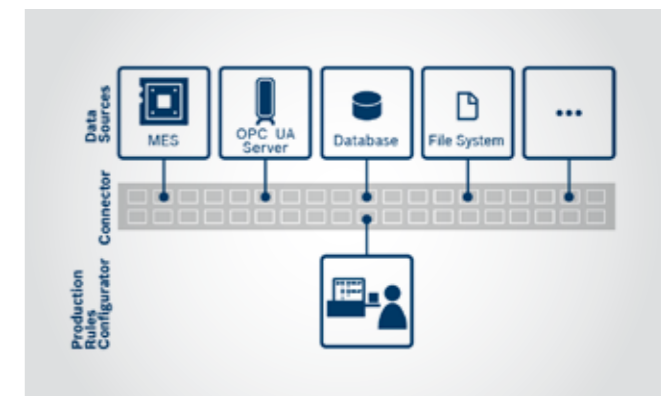 Data
Sources
MES
OPC UA
Server
Database
File System
...
Connector
Production
Rules
Configurator